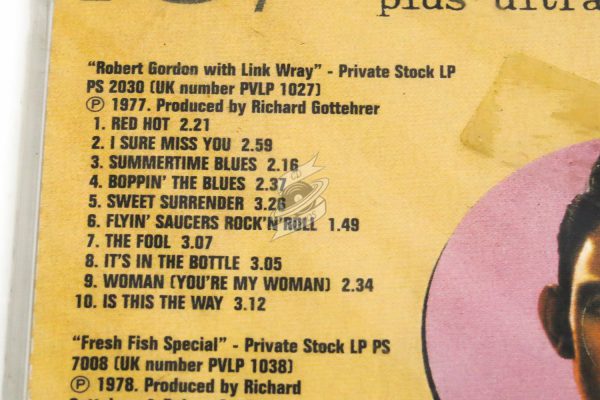 plus ultra
"Robert Gordon with Link Wray" - Private Stock LP
PS 2030 (UK number PVLP 1027)
℗ 1977. Produced by Richard Gottehrer
1. RED HOT 2.21
2. I SURE MISS YOU 2.59
3. SUMMERTIME BLUES 2.16
4. BOPPIN' THE BLUES 2.37
5. SWEET SURRENDER 3.26
6. FLYIN' SAUCERS ROCK'N'ROLL 1.49
7. THE FOOL 3.07
8. IT'S IN THE BOTTLE 3.05
9. WOMAN (YOU'RE MY WOMAN) 2.34
10. IS THIS THE WAY 3.12
"Fresh Fish Special" - Private Stock LP PS
7008 (UK number PVLP 1038)
℗ 1978. Produced by Richard